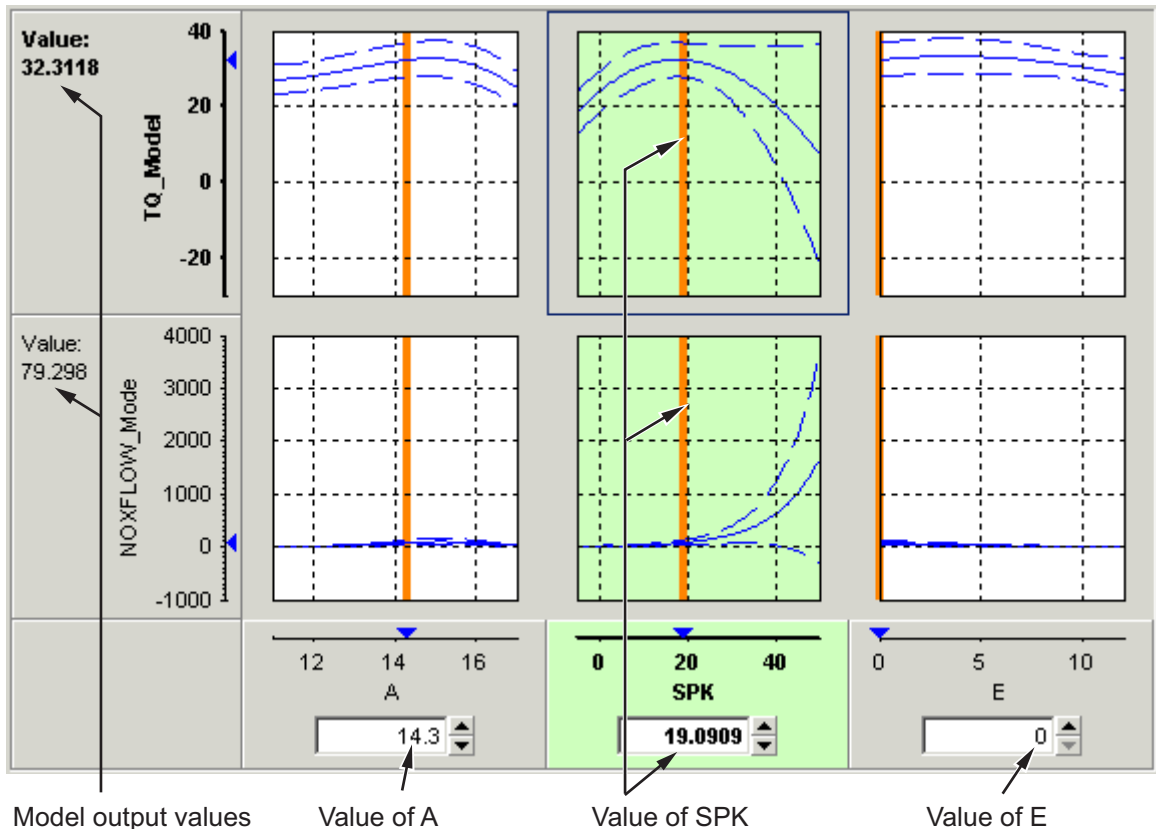 Value:
32.3118
TQ_Model
40
20
0
-20
Value:
79.298
NOXFLOW_Mode
4000
3000
2000
1000
0
-1000
12 14 16
A
14.3
0 20 40
SPK
19.0909
0 5 10
E
0
Model output values
Value of A
Value of SPK
Value of E